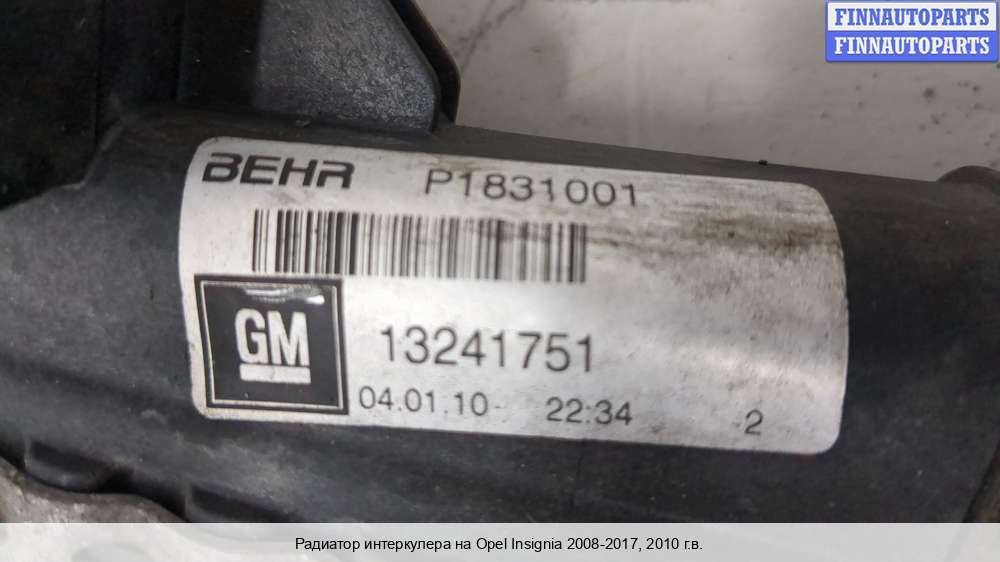 FINNAUTOPARTS
FINNAUTOPARTS
BEHR P1831001
GM 13241751
04.01.10 22:34 2
Радиатор интеркулера на Opel Insignia 2008-2017, 2010 г.в.